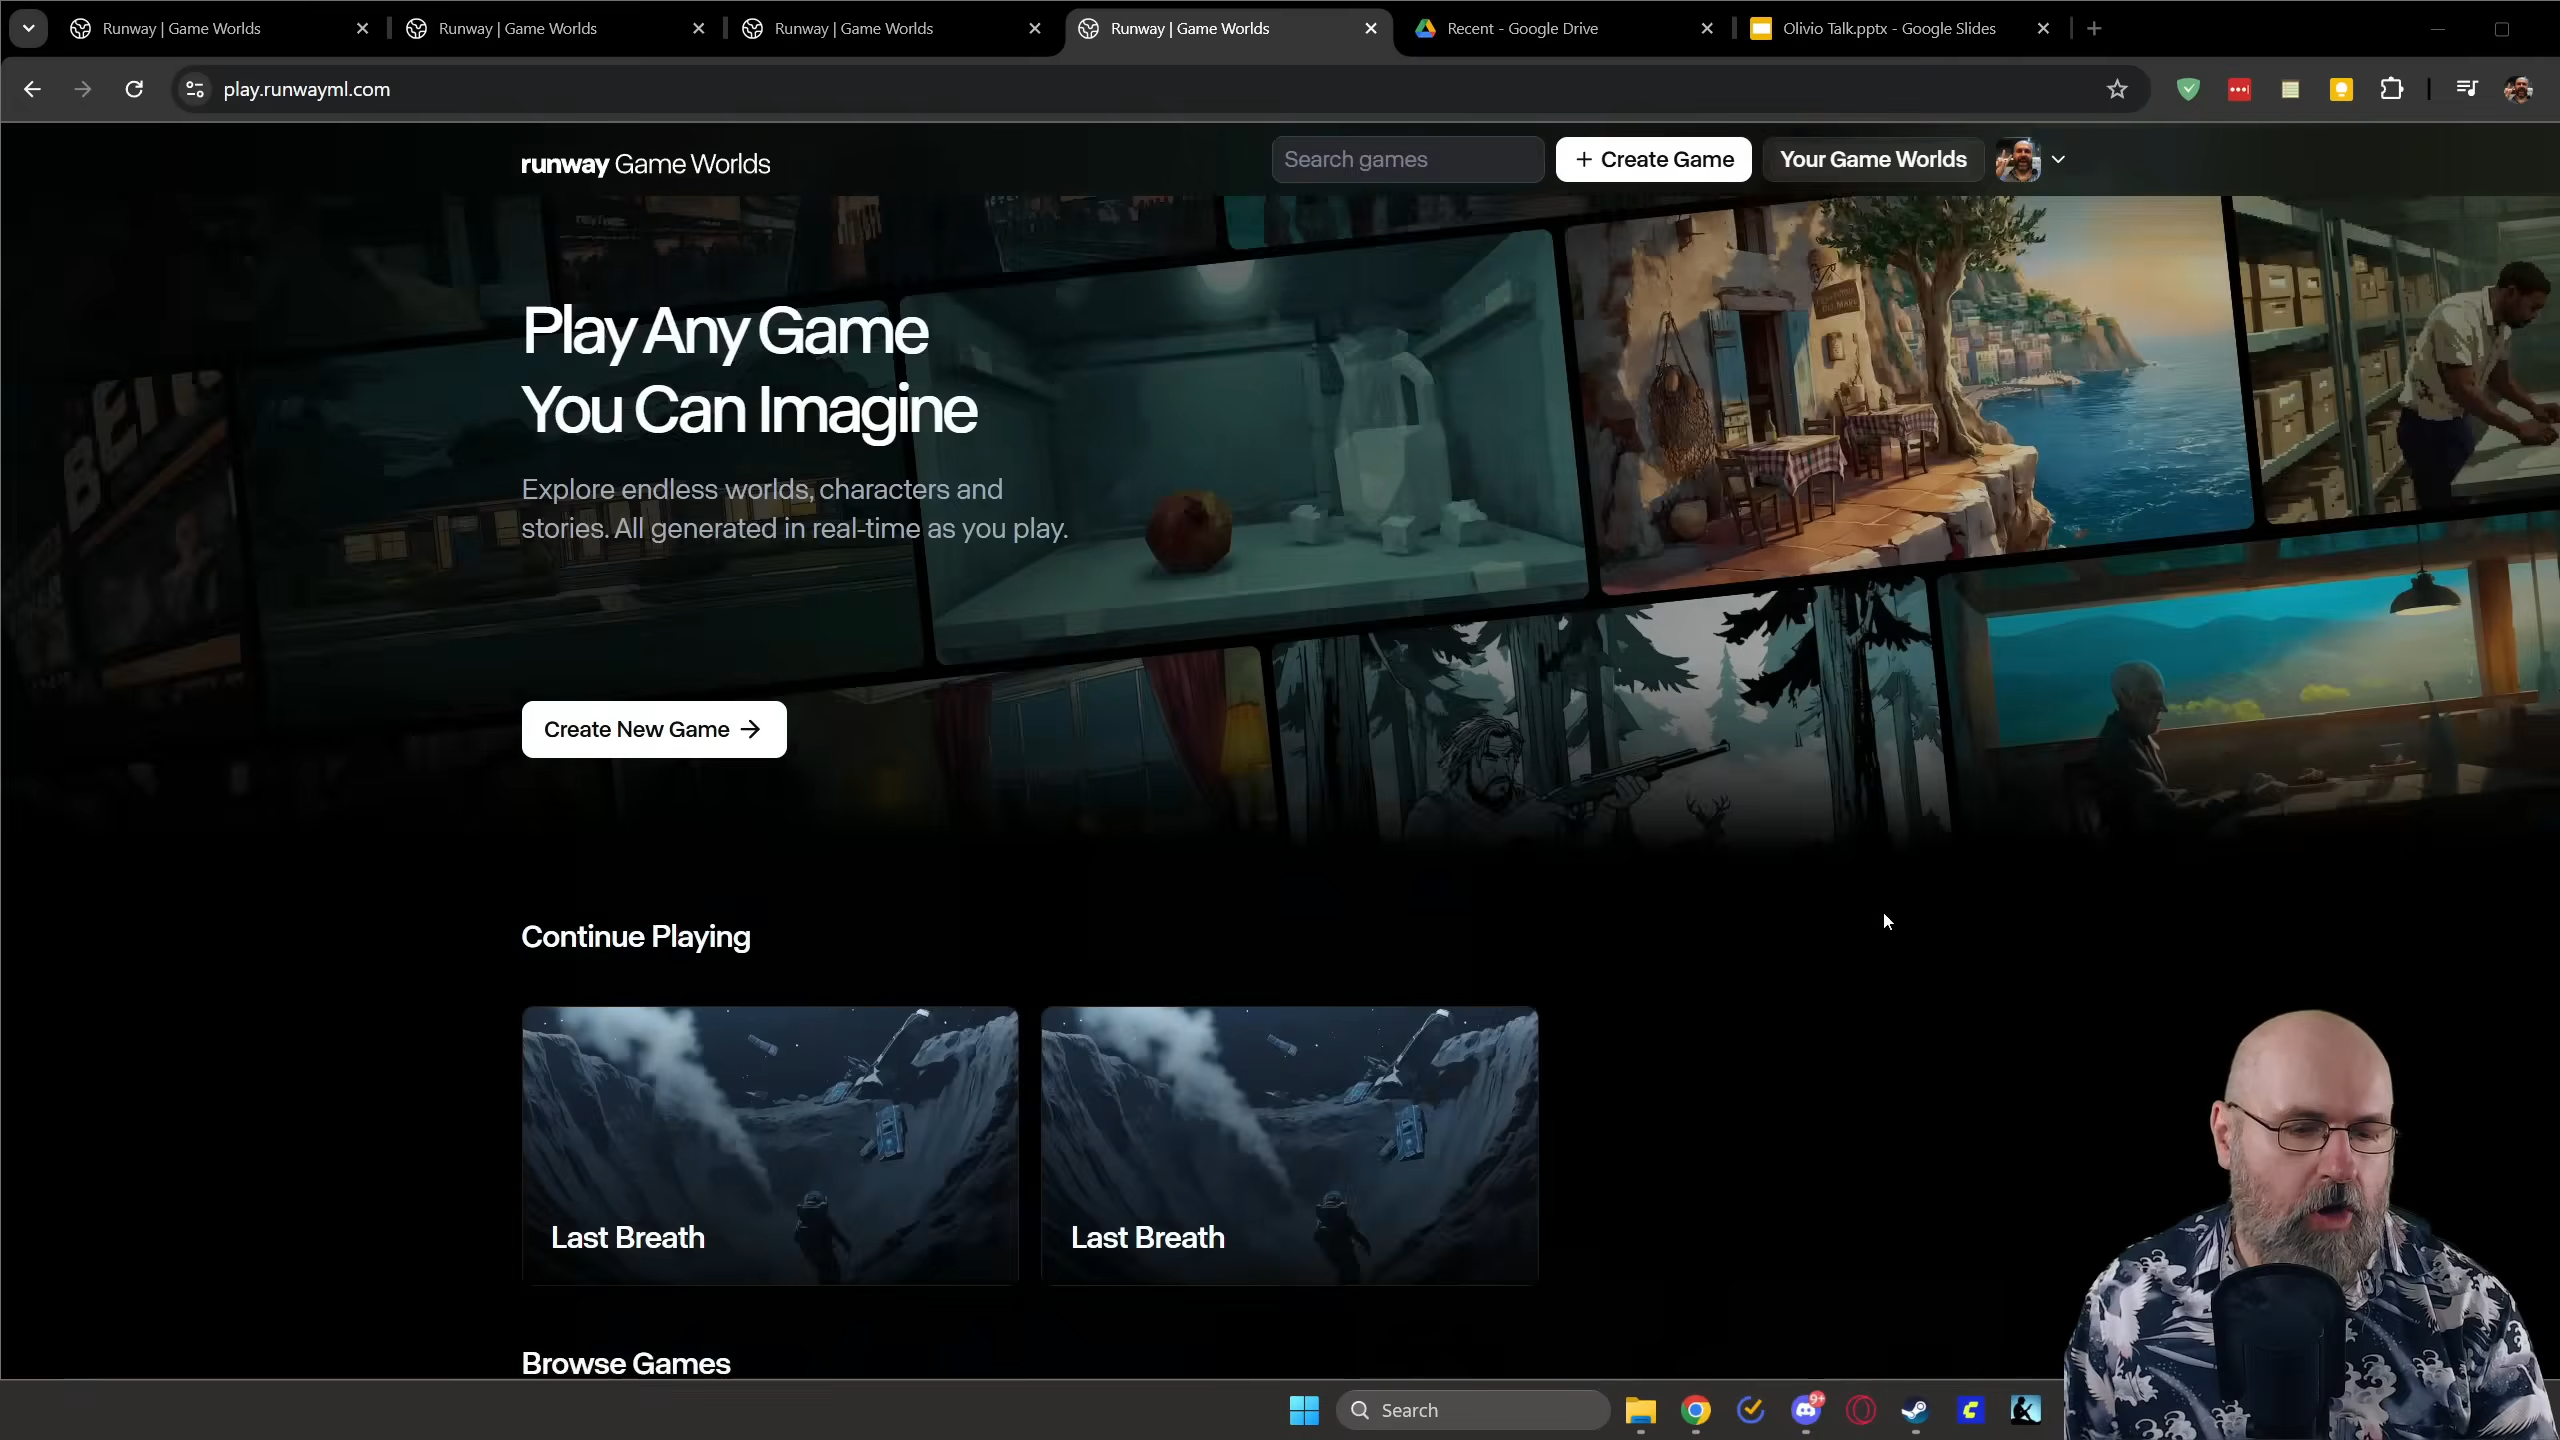 Runway | Game Worlds
Runway | Game Worlds
Runway | Game Worlds
Runway | Game Worlds
Recent - Google Drive
Olivio Talk.pptx - Google Slides
play.runwayml.com
runway Game Worlds
Search games
+ Create Game
Your Game Worlds
Play Any Game
You Can Imagine
Explore endless worlds, characters and
stories. All generated in real-time as you play.
Create New Game →
Continue Playing
Last Breath
Last Breath
Browse Games
Search
9+